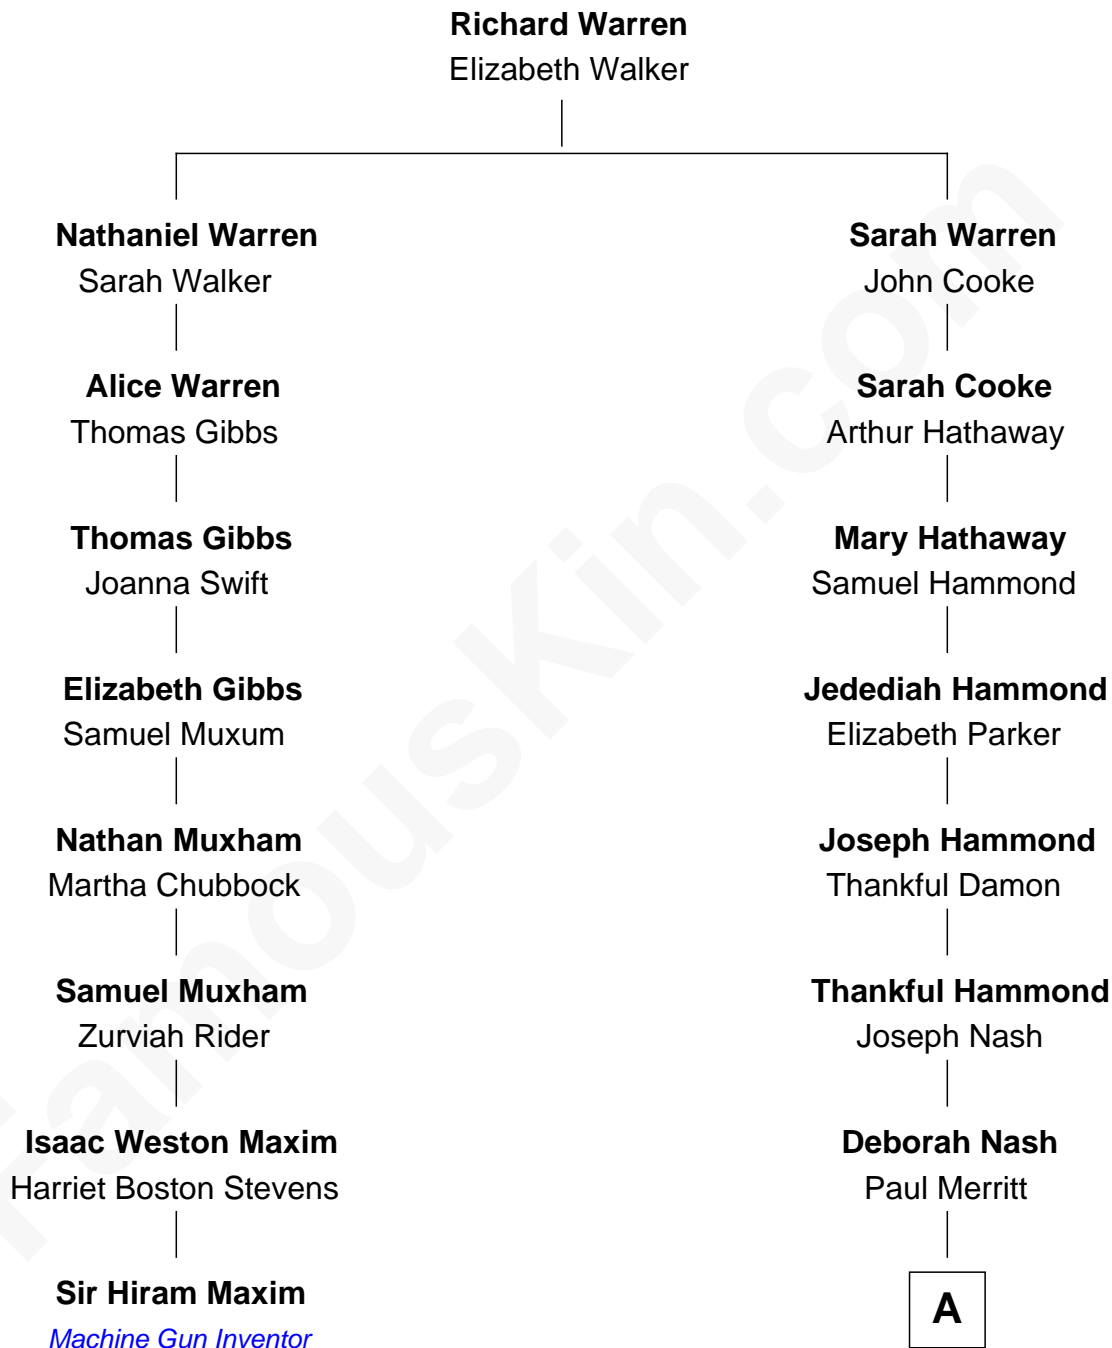 Richard Warren
Elizabeth Walker
Nathaniel Warren
Sarah Walker
Sarah Warren
John Cooke
Alice Warren
Thomas Gibbs
Sarah Cooke
Arthur Hathaway
Thomas Gibbs
Joanna Swift
Mary Hathaway
Samuel Hammond
Elizabeth Gibbs
Samuel Muxum
Jedediah Hammond
Elizabeth Parker
Nathan Muxham
Martha Chubbock
Joseph Hammond
Thankful Damon
Samuel Muxham
Zurviah Rider
Thankful Hammond
Joseph Nash
Isaac Weston Maxim
Harriet Boston Stevens
Deborah Nash
Paul Merritt
Sir Hiram Maxim
Machine Gun Inventor
A
FamousKin.com